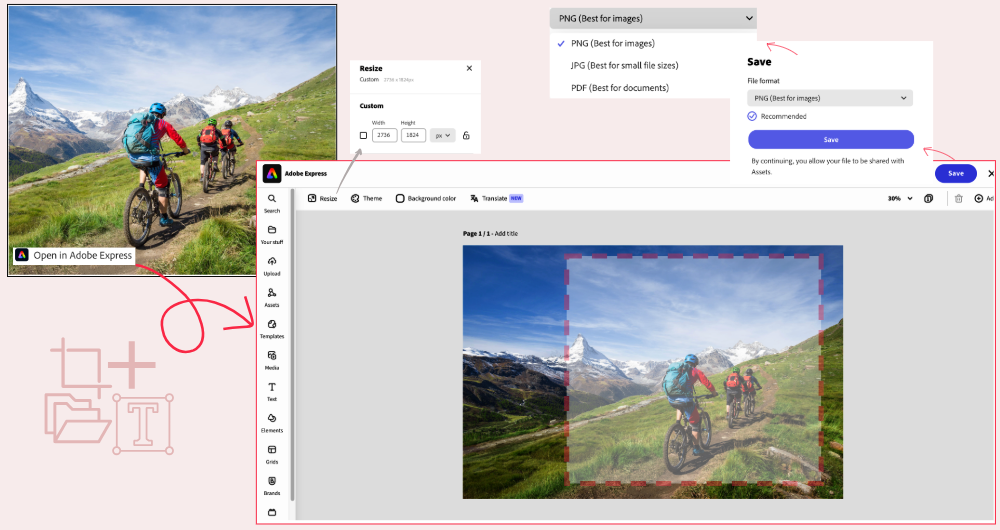 PNG (Best for images)
PNG (Best for images)
JPG (Best for small file sizes)
PDF (Best for documents)
Save
File format
PNG (Best for images)
Recommended
Save
By continuing, you allow your file to be shared with
Assets.
Resize
Custom 2736 x 1824px
Custom
Width Height
2736 1824 px
Open in Adobe Express
Adobe Express
Save
Resize Theme Background color Translate NEW
30% Ad
Search
Your stuff
Upload
Assets
Templates
Media
Text
Elements
Grids
Brands
Page 1 / 1 - Add title
T